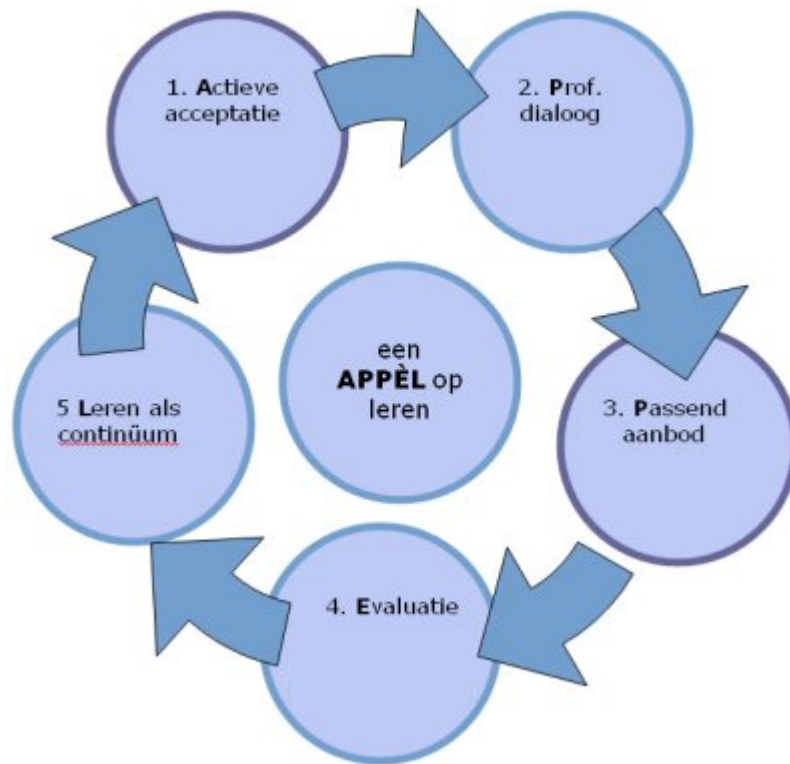 1. Actieve
acceptatie
2. Prof.
dialoog
3. Passend
aanbod
4. Evaluatie
5 Leren als
continüum
een
APPÈL op
leren